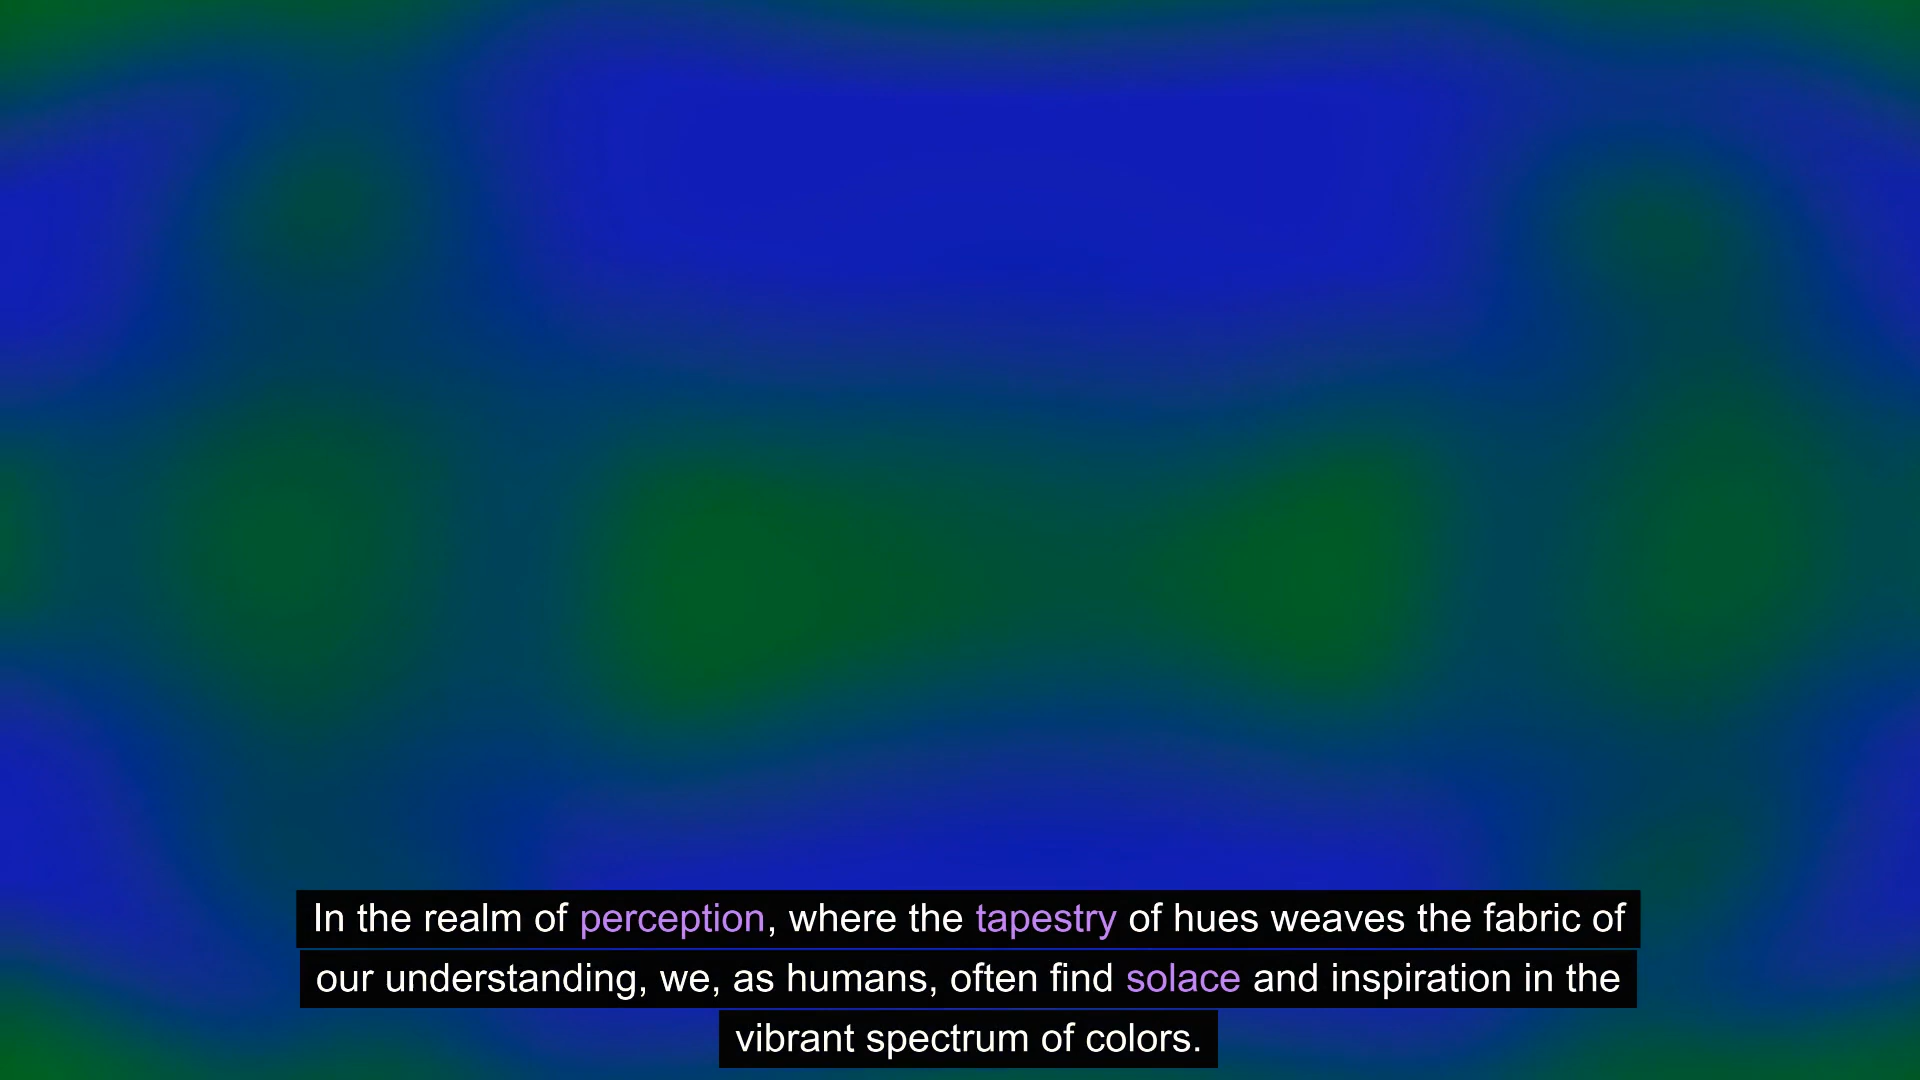 In the realm of perception, where the tapestry of hues weaves the fabric of
our understanding, we, as humans, often find solace and inspiration in the
vibrant spectrum of colors.